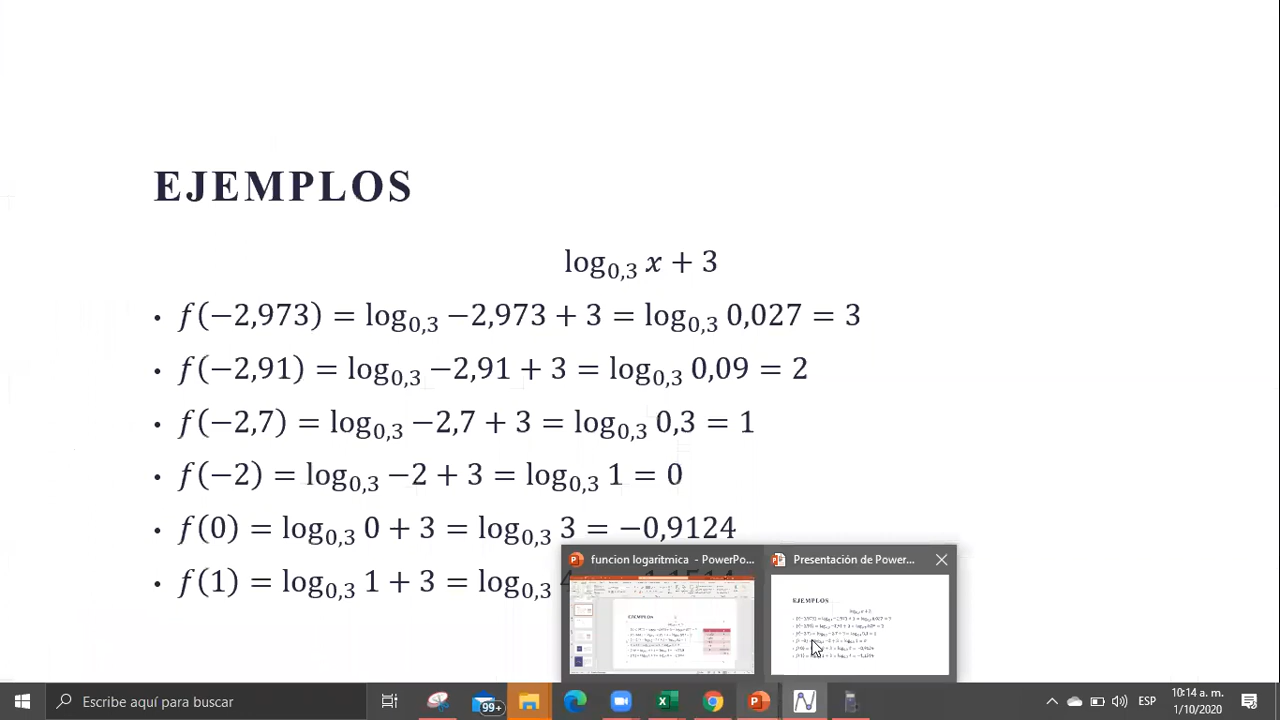 EJEMPLOS
log₀,₃ x + 3
• f(−2,973) = log₀,₃ −2,973 + 3 = log₀,₃ 0,027 = 3
• f(−2,91) = log₀,₃ −2,91 + 3 = log₀,₃ 0,09 = 2
• f(−2,7) = log₀,₃ −2,7 + 3 = log₀,₃ 0,3 = 1
• f(−2) = log₀,₃ −2 + 3 = log₀,₃ 1 = 0
• f(0) = log₀,₃ 0 + 3 = log₀,₃ 3 = −0,9124
• f(1) = log₀,₃ 1 + 3 = log₀,₃
funcion logaritmica - PowerPo...
Presentación de Power...
EJEMPLOS
EJEMPLOS
Escribe aquí para buscar
99+
ESP
10:14 a. m.
1/10/2020